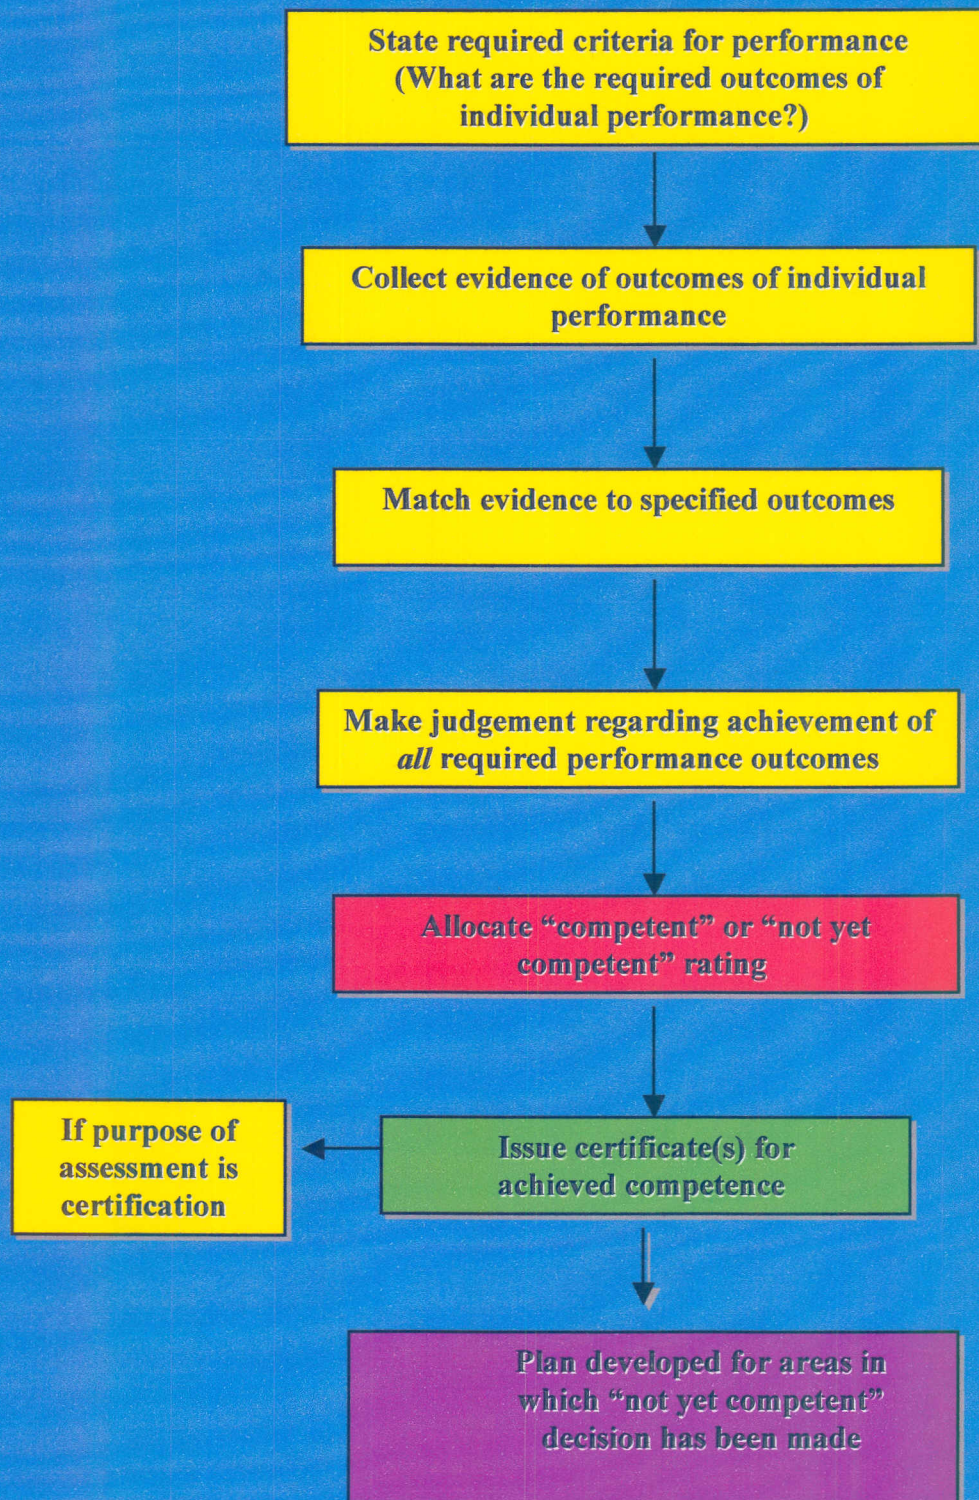 State required criteria for performance
(What are the required outcomes of
individual performance?)
Collect evidence of outcomes of individual
performance
Match evidence to specified outcomes
Make judgement regarding achievement of
all required performance outcomes
Allocate “competent” or “not yet
competent” rating
If purpose of
assessment is
certification
Issue certificate(s) for
achieved competence
Plan developed for areas in
which “not yet competent”
decision has been made